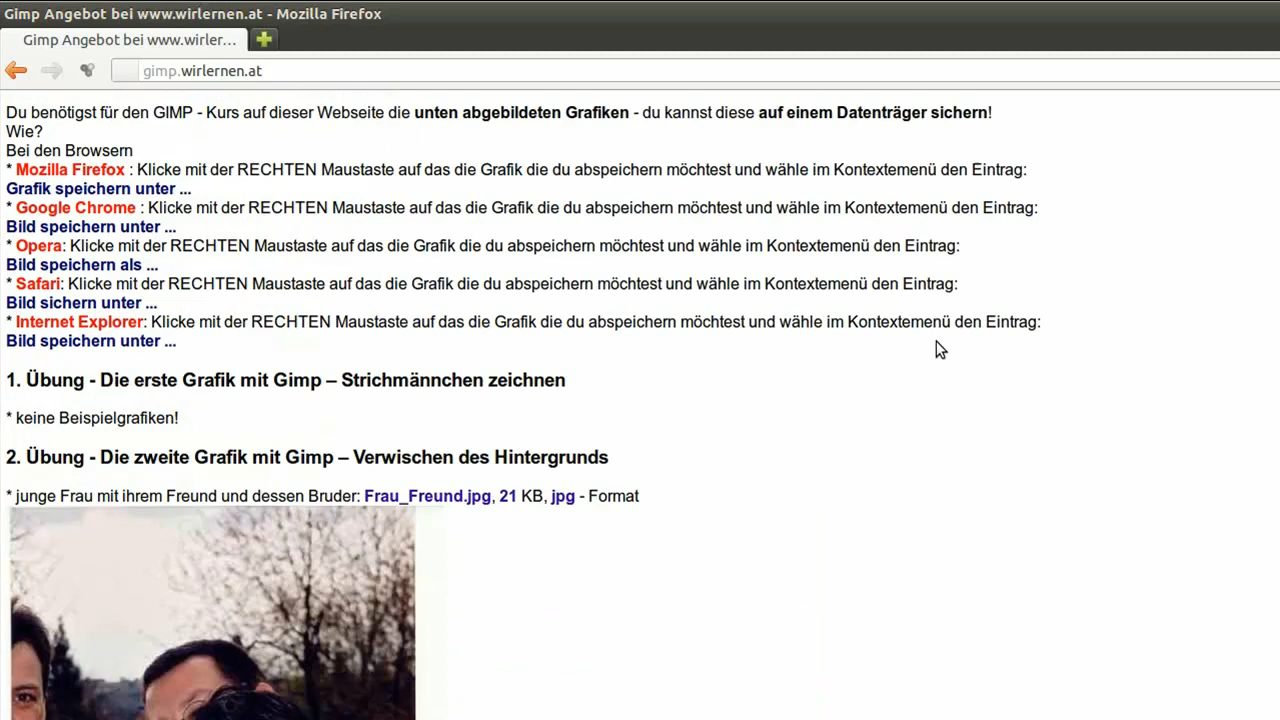 Gimp Angebot bei www.wirlernen.at - Mozilla Firefox
Gimp Angebot bei www.wirler...
gimp.wirlernen.at
Du benötigst für den GIMP - Kurs auf dieser Webseite die unten abgebildeten Grafiken - du kannst diese auf einem Datenträger sichern!
Wie?
Bei den Browsern
* Mozilla Firefox : Klicke mit der RECHTEN Maustaste auf das die Grafik die du abspeichern möchtest und wähle im Kontextemenü den Eintrag:
Grafik speichern unter ...
* Google Chrome : Klicke mit der RECHTEN Maustaste auf das die Grafik die du abspeichern möchtest und wähle im Kontextemenü den Eintrag:
Bild speichern unter ...
* Opera: Klicke mit der RECHTEN Maustaste auf das die Grafik die du abspeichern möchtest und wähle im Kontextemenü den Eintrag:
Bild speichern als ...
* Safari: Klicke mit der RECHTEN Maustaste auf das die Grafik die du abspeichern möchtest und wähle im Kontextemenü den Eintrag:
Bild sichern unter ...
* Internet Explorer: Klicke mit der RECHTEN Maustaste auf das die Grafik die du abspeichern möchtest und wähle im Kontextemenü den Eintrag:
Bild speichern unter ...
1. Übung - Die erste Grafik mit Gimp – Strichmännchen zeichnen
* keine Beispielgrafiken!
2. Übung - Die zweite Grafik mit Gimp – Verwischen des Hintergrunds
* junge Frau mit ihrem Freund und dessen Bruder: Frau_Freund.jpg, 21 KB, jpg - Format